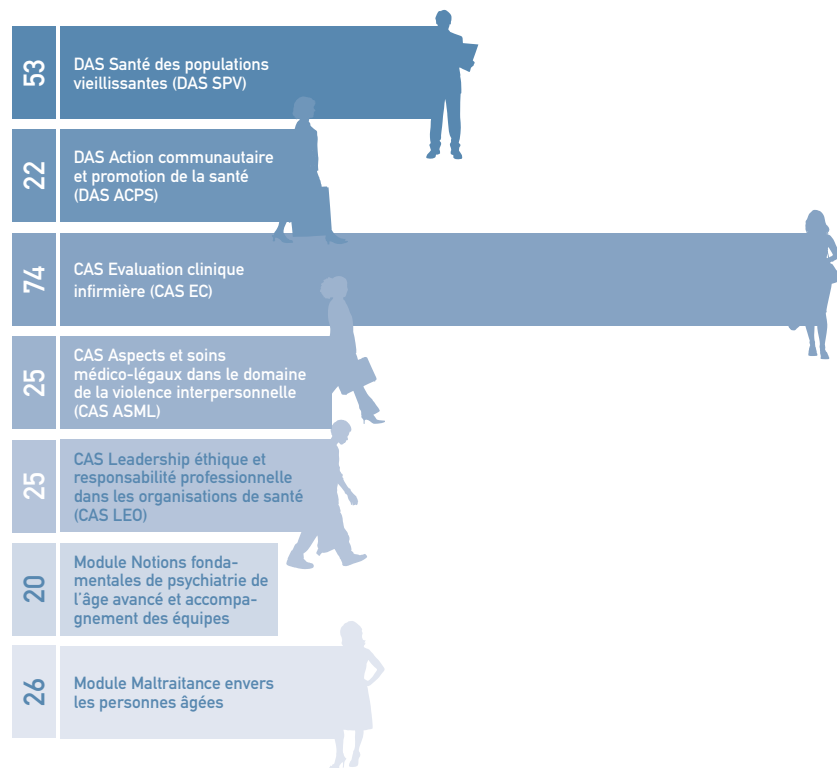 53
DAS Santé des populations
vieillissantes (DAS SPV)
22
DAS Action communautaire
et promotion de la santé
(DAS ACPS)
74
CAS Evaluation clinique
infirmière (CAS EC)
25
CAS Aspects et soins
médico-légaux dans le domaine
de la violence interpersonnelle
(CAS ASML)
25
CAS Leadership éthique et
responsabilité professionnelle
dans les organisations de santé
(CAS LEO)
20
Module Notions fonda-
mentales de psychiatrie de
l'âge avancé et accompa-
gnement des équipes
26
Module Maltraitance envers
les personnes âgées